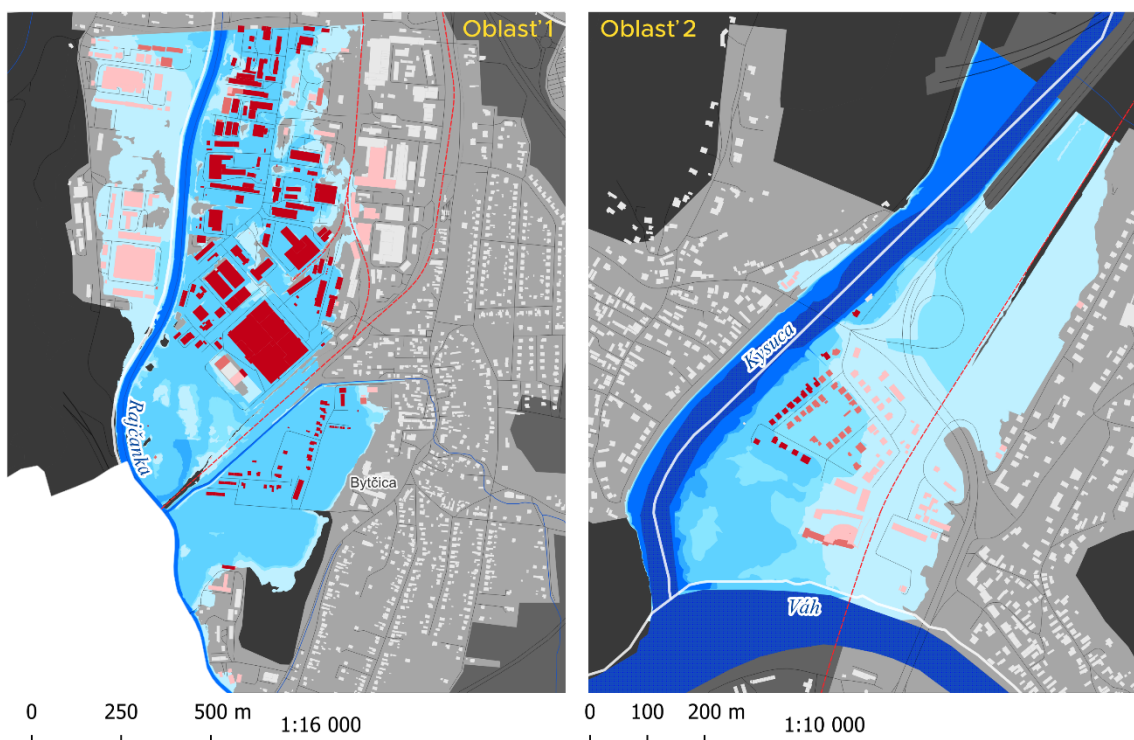 Oblasť 1
Oblasť 2
Rajčanka
Bytčica
Kysuca
Váh
0 250 500 m 1:16 000
0 100 200 m 1:10 000